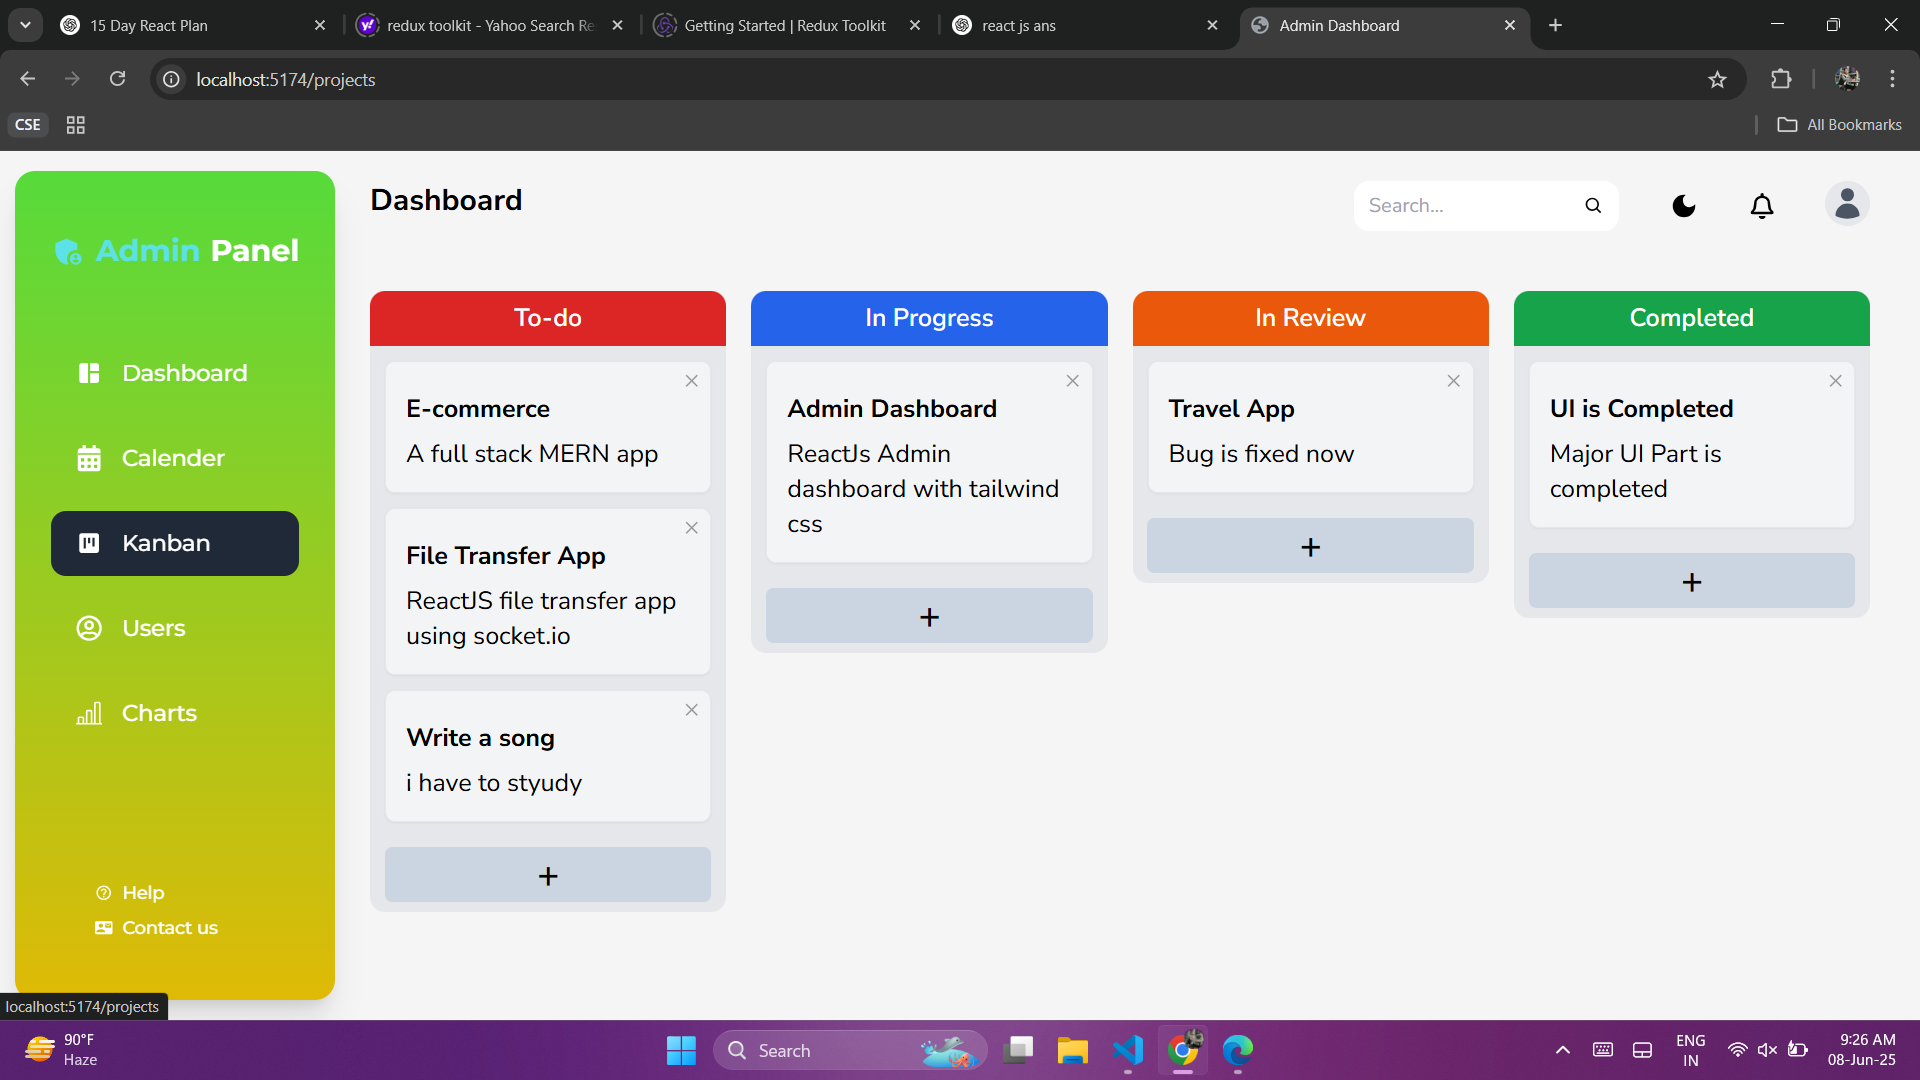 15 Day React Plan
redux toolkit - Yahoo Search Re
Getting Started | Redux Toolkit
react js ans
Admin Dashboard
localhost:5174/projects
CSE
All Bookmarks
Admin Panel
Dashboard
Calender
Kanban
Users
Charts
Help
Contact us
Dashboard
Search...
To-do
E-commerce
A full stack MERN app
File Transfer App
ReactJS file transfer app
using socket.io
Write a song
i have to styudy
+
In Progress
Admin Dashboard
ReactJs Admin
dashboard with tailwind
css
+
In Review
Travel App
Bug is fixed now
+
Completed
UI is Completed
Major UI Part is
completed
+
localhost:5174/projects
90°F
Haze
Search
ENG
IN
9:26 AM
08-Jun-25